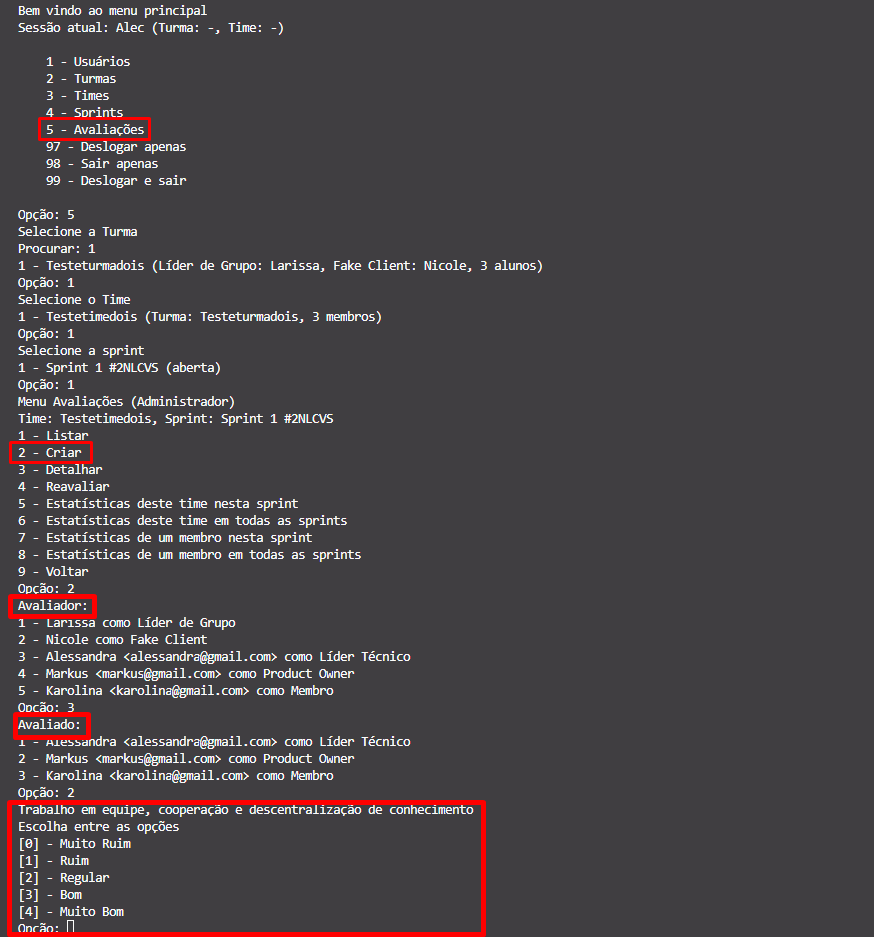 Bem vindo ao menu principal
Sessão atual: Alec (Turma: -, Time: -)
1 - Usuários
2 - Turmas
3 - Times
4 - Sprints
5 - Avaliações
97 - Deslogar apenas
98 - Sair apenas
99 - Deslogar e sair
Opção: 5
Selecione a Turma
Procurar: 1
1 - Testeturmadois (Líder de Grupo: Larissa, Fake Client: Nicole, 3 alunos)
Opção: 1
Selecione o Time
1 - Testetimedois (Turma: Testeturmadois, 3 membros)
Opção: 1
Selecione a sprint
1 - Sprint 1 #2NLCVS (aberta)
Opção: 1
Menu Avaliações (Administrador)
Time: Testetimedois, Sprint: Sprint 1 #2NLCVS
1 - Listar
2 - Criar
3 - Detalhar
4 - Reavaliar
5 - Estatísticas deste time nesta sprint
6 - Estatísticas deste time em todas as sprints
7 - Estatísticas de um membro nesta sprint
8 - Estatísticas de um membro em todas as sprints
9 - Voltar
Opção: 2
Avaliador:
1 - Larissa como Líder de Grupo
2 - Nicole como Fake Client
3 - Alessandra <alessandra@gmail.com> como Líder Técnico
4 - Markus <markus@gmail.com> como Product Owner
5 - Karolina <karolina@gmail.com> como Membro
Opção: 3
Avaliado:
1 - Alessandra <alessandra@gmail.com> como Líder Técnico
2 - Markus <markus@gmail.com> como Product Owner
3 - Karolina <karolina@gmail.com> como Membro
Opção: 2
Trabalho em equipe, cooperação e descentralização de conhecimento
Escolha entre as opções
[0] - Muito Ruim
[1] - Ruim
[2] - Regular
[3] - Bom
[4] - Muito Bom
Opção: